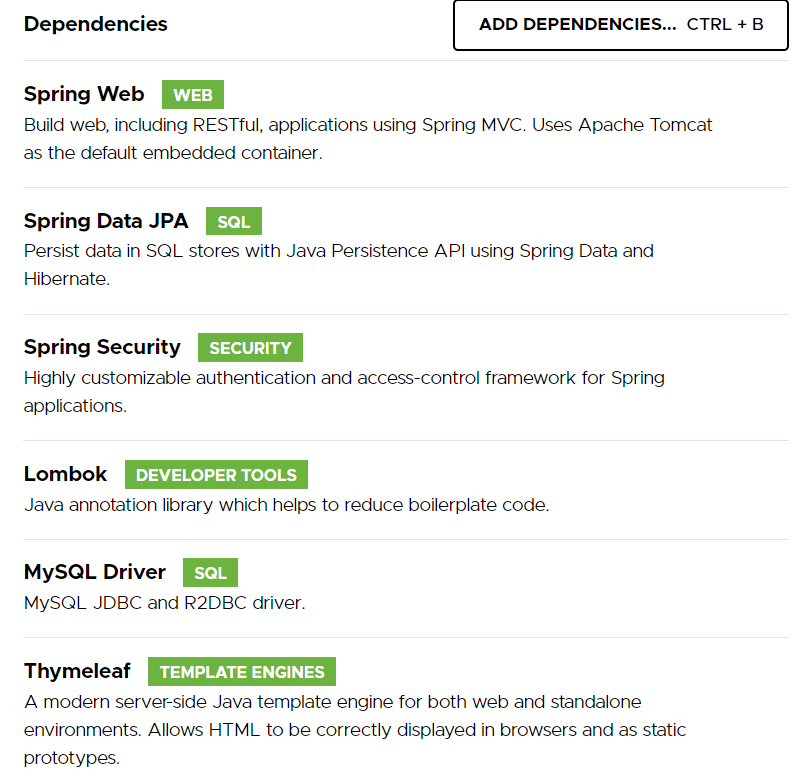 Dependencies
ADD DEPENDENCIES... CTRL + B
Spring Web WEB
Build web, including RESTful, applications using Spring MVC. Uses Apache Tomcat
as the default embedded container.
Spring Data JPA SQL
Persist data in SQL stores with Java Persistence API using Spring Data and
Hibernate.
Spring Security SECURITY
Highly customizable authentication and access-control framework for Spring
applications.
Lombok DEVELOPER TOOLS
Java annotation library which helps to reduce boilerplate code.
MySQL Driver SQL
MySQL JDBC and R2DBC driver.
Thymeleaf TEMPLATE ENGINES
A modern server-side Java template engine for both web and standalone
environments. Allows HTML to be correctly displayed in browsers and as static
prototypes.